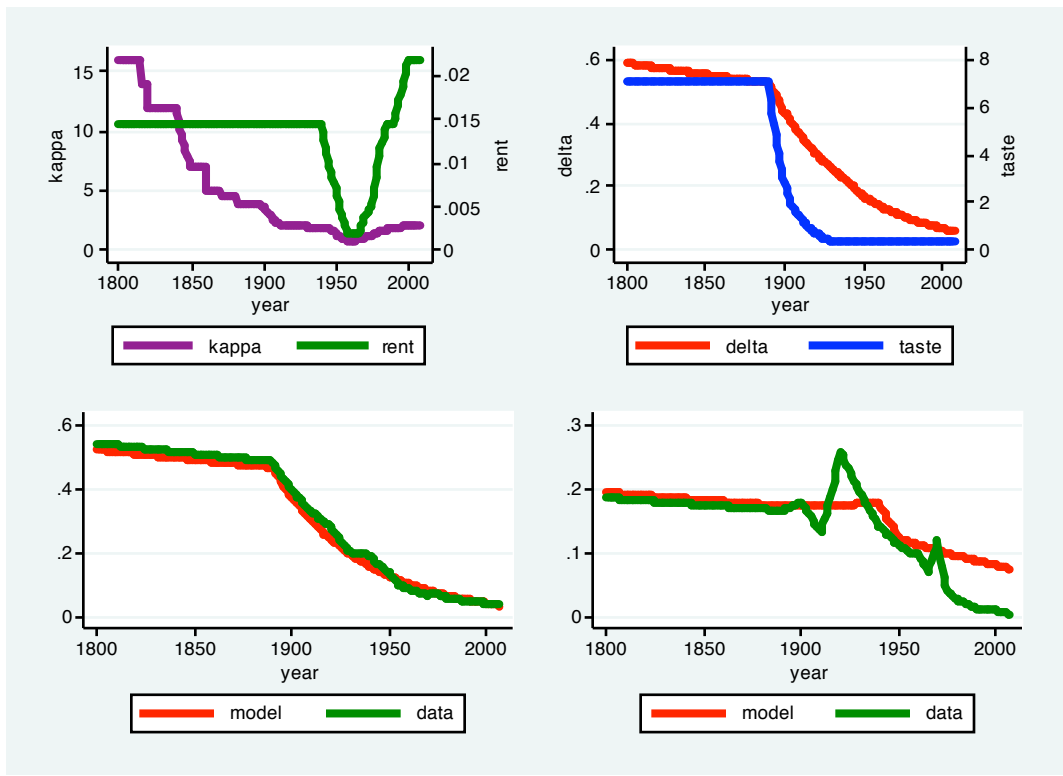 15
10
5
0
kappa
.02
.015
.01
.005
0
rent
1800 1850 1900 1950 2000
year
kappa rent
.6
.4
.2
0
delta
8
6
4
2
0
taste
1800 1850 1900 1950 2000
year
delta taste
.6
.4
.2
0
1800 1850 1900 1950 2000
year
model data
.3
.2
.1
0
1800 1850 1900 1950 2000
year
model data